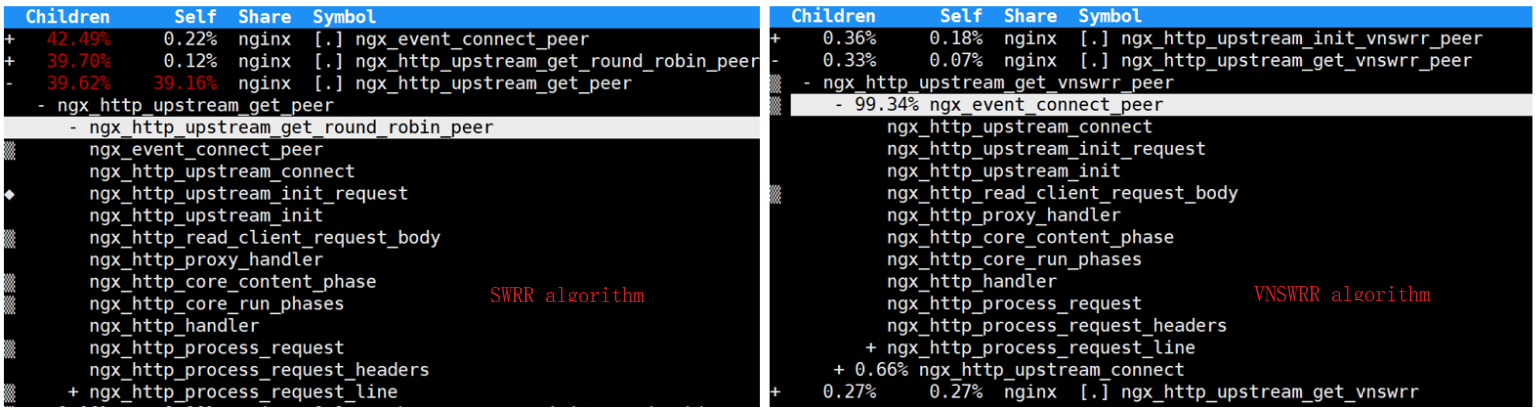 Children Self Share Symbol
+ 42.49% 0.22% nginx [.] ngx_event_connect_peer
+ 39.70% 0.12% nginx [.] ngx_http_upstream_get_round_robin_peer
- 39.62% 39.16% nginx [.] ngx_http_upstream_get_peer
- ngx_http_upstream_get_peer
- ngx_http_upstream_get_round_robin_peer
ngx_event_connect_peer
ngx_http_upstream_connect
ngx_http_upstream_init_request
ngx_http_upstream_init
ngx_http_read_client_request_body
ngx_http_proxy_handler
ngx_http_core_content_phase
ngx_http_core_run_phases
ngx_http_handler
ngx_http_process_request
ngx_http_process_request_headers
+ ngx_http_process_request_line
SWRR algorithm
Children Self Share Symbol
+ 0.36% 0.18% nginx [.] ngx_http_upstream_init_vnswrr_peer
- 0.33% 0.07% nginx [.] ngx_http_upstream_get_vnswrr_peer
- ngx_http_upstream_get_vnswrr_peer
- 99.34% ngx_event_connect_peer
ngx_http_upstream_connect
ngx_http_upstream_init_request
ngx_http_upstream_init
ngx_http_read_client_request_body
ngx_http_proxy_handler
ngx_http_core_content_phase
ngx_http_core_run_phases
ngx_http_handler
ngx_http_process_request
ngx_http_process_request_headers
+ ngx_http_process_request_line
+ 0.66% ngx_http_upstream_connect
+ 0.27% 0.27% nginx [.] ngx_http_upstream_get_vnswrr
VNSWRR algorithm